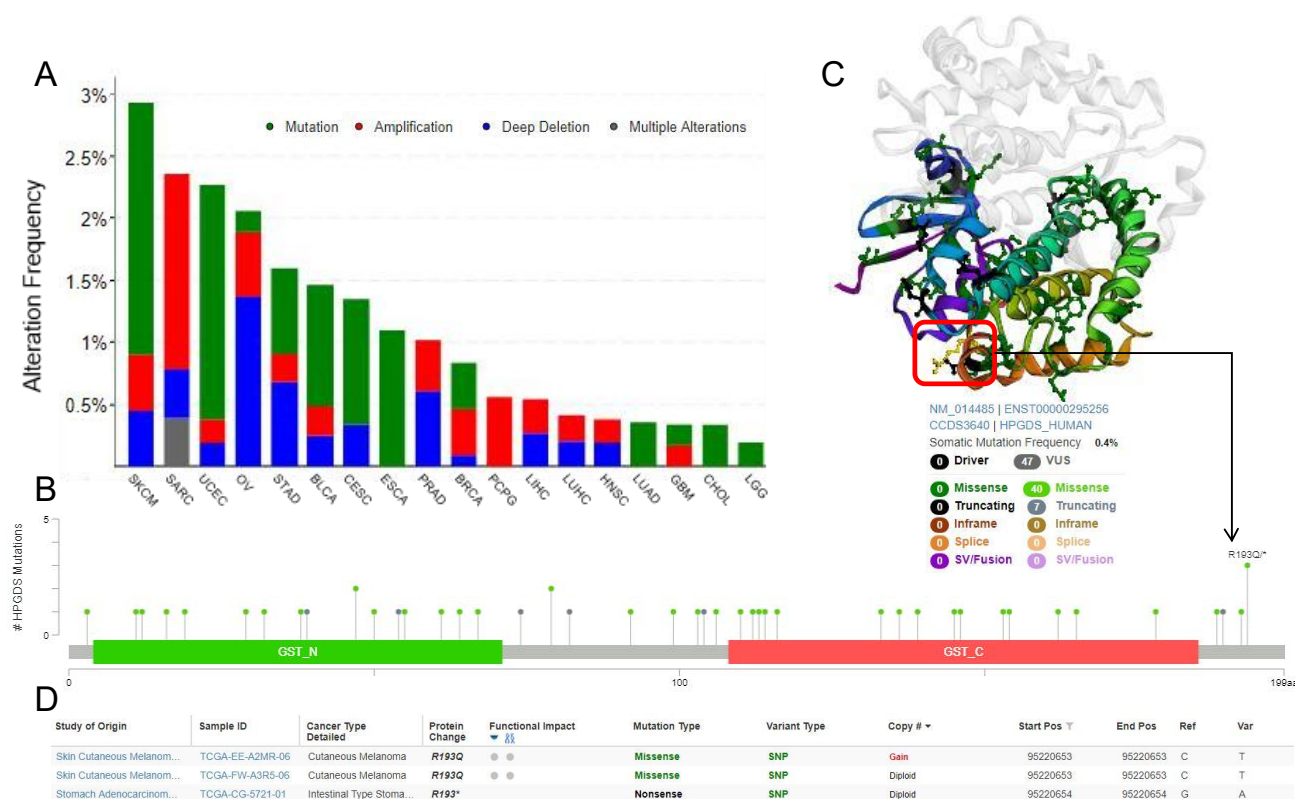 A
C
3%
2.5%
2%
1.5%
1%
0.5%
Alteration Frequency
Mutation Amplification Deep Deletion Multiple Alterations
SKCM SARC UCEC OV STAD BLCA CESC ESCA PRAD BRCA PCPG LIHC LUHC HNSC LUAD GBM CHOL LGG
NM_014485 | ENST00000295256
CCDS3640 | HPGDS_HUMAN
Somatic Mutation Frequency 0.4%
0 Driver 47 VUS
0 Missense 40 Missense
0 Truncating 7 Truncating
0 Inframe 0 Inframe
0 Splice 0 Splice
0 SV/Fusion 0 SV/Fusion
B
# HPGDS Mutations
5
0
R193Q/*
GST_N GST_C
0 100 199aa
D
Study of Origin Sample ID Cancer Type Detailed Protein Change Functional Impact Mutation Type Variant Type Copy # Start Pos End Pos Ref Var
Skin Cutaneous Melanom... TCGA-EE-A2MR-06 Cutaneous Melanoma R193Q Missense SNP Gain 95220653 95220653 C T
Skin Cutaneous Melanom... TCGA-FW-A3R5-06 Cutaneous Melanoma R193Q Missense SNP Diploid 95220653 95220653 C T
Stomach Adenocarcinom... TCGA-CG-5721-01 Intestinal Type Stoma... R193* Nonsense SNP Diploid 95220654 95220654 G A